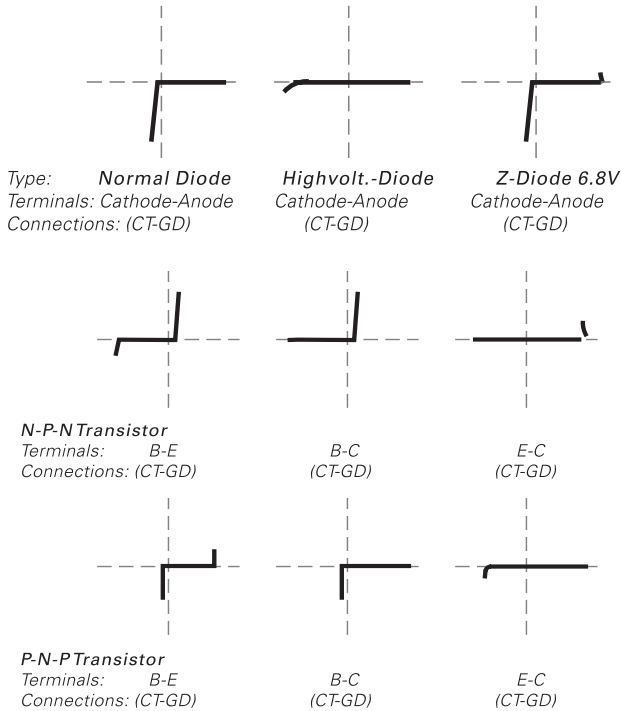 Type: Normal Diode Highvolt.-Diode Z-Diode 6.8V
Terminals: Cathode-Anode Cathode-Anode Cathode-Anode
Connections: (CT-GD) (CT-GD) (CT-GD)
N-P-N Transistor
Terminals: B-E B-C E-C
Connections: (CT-GD) (CT-GD) (CT-GD)
P-N-P Transistor
Terminals: B-E B-C E-C
Connections: (CT-GD) (CT-GD) (CT-GD)